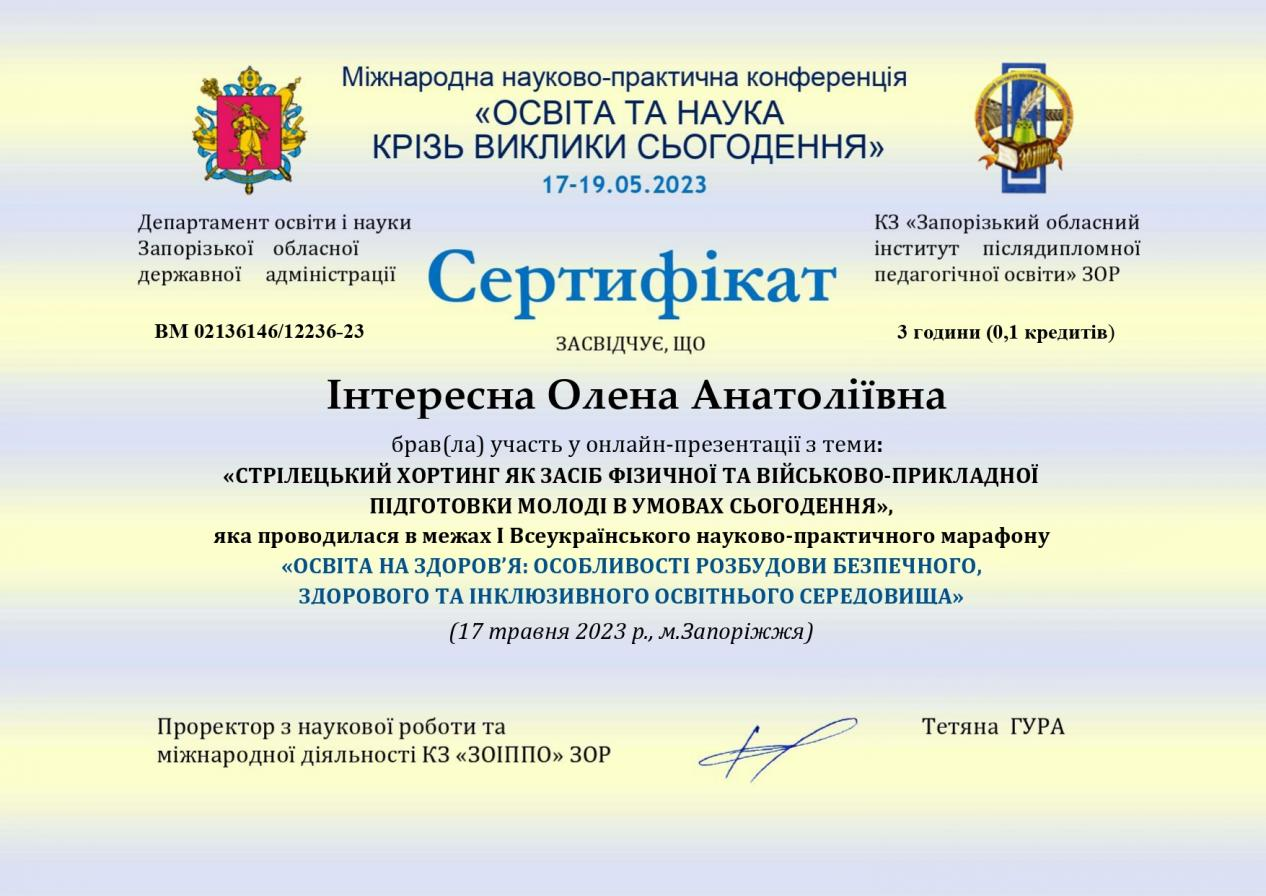 Міжнародна науково-практична конференція
«ОСВІТА ТА НАУКА
КРІЗЬ ВИКЛИКИ СЬОГОДЕННЯ»
17-19.05.2023
Департамент освіти і науки
Запорізької обласної
державної адміністрації
КЗ «Запорізький обласний
інститут післядипломної
педагогічної освіти» ЗОР
ЗОІППО
Сертифікат
ВМ 02136146/12236-23
3 години (0,1 кредитів)
ЗАСВІДЧУЄ, ЩО
Інтересна Олена Анатоліївна
брав(ла) участь у онлайн-презентації з теми:
«СТРІЛЕЦЬКИЙ ХОРТИНГ ЯК ЗАСІБ ФІЗИЧНОЇ ТА ВІЙСЬКОВО-ПРИКЛАДНОЇ
ПІДГОТОВКИ МОЛОДІ В УМОВАХ СЬОГОДЕННЯ»,
яка проводилася в межах І Всеукраїнського науково-практичного марафону
«ОСВІТА НА ЗДОРОВ’Я: ОСОБЛИВОСТІ РОЗБУДОВИ БЕЗПЕЧНОГО,
ЗДОРОВОГО ТА ІНКЛЮЗИВНОГО ОСВІТНЬОГО СЕРЕДОВИЩА»
(17 травня 2023 р., м.Запоріжжя)
Проректор з наукової роботи та
міжнародної діяльності КЗ «ЗОІППО» ЗОР
Тетяна ГУРА